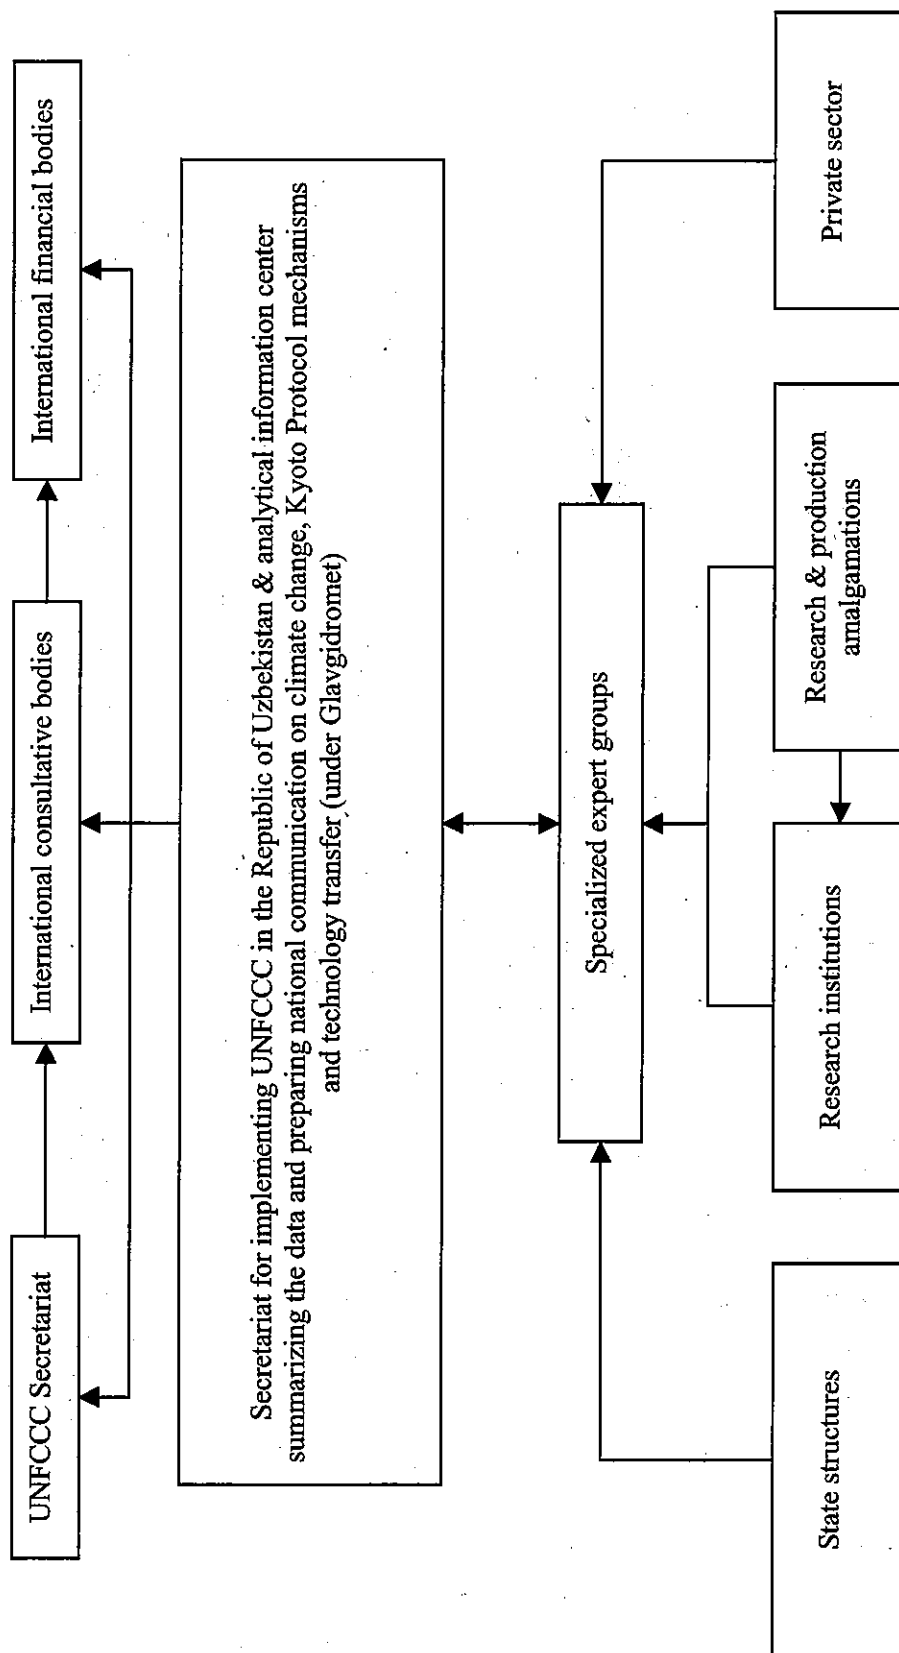 UNFCCC Secretariat
International consultative bodies
International financial bodies
Secretariat for implementing UNFCCC in the Republic of Uzbekistan & analytical information center
summarizing the data and preparing national communication on climate change, Kyoto Protocol mechanisms
and technology transfer (under Glavgidromet)
Specialized expert groups
State structures
Research institutions
Research & production
amalgamations
Private sector